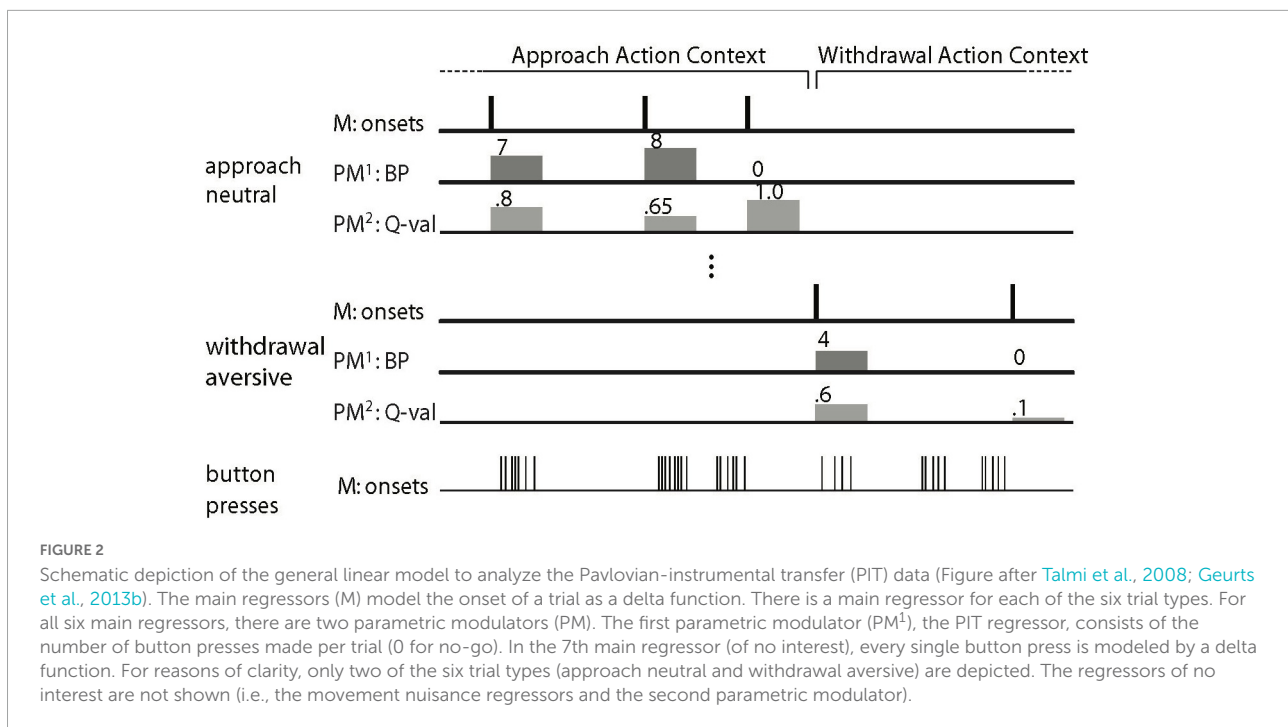 Approach Action Context
Withdrawal Action Context
M: onsets
approach
neutral
7
8
PM¹: BP
0
.8
.65
1.0
PM²: Q-val
⋮
M: onsets
withdrawal
aversive
4
PM¹: BP
0
.6
.1
PM²: Q-val
button
presses
M: onsets
FIGURE 2
Schematic depiction of the general linear model to analyze the Pavlovian-instrumental transfer (PIT) data (Figure after Talmi et al., 2008; Geurts
et al., 2013b). The main regressors (M) model the onset of a trial as a delta function. There is a main regressor for each of the six trial types. For
all six main regressors, there are two parametric modulators (PM). The first parametric modulator (PM¹), the PIT regressor, consists of the
number of button presses made per trial (0 for no-go). In the 7th main regressor (of no interest), every single button press is modeled by a delta
function. For reasons of clarity, only two of the six trial types (approach neutral and withdrawal aversive) are depicted. The regressors of no
interest are not shown (i.e., the movement nuisance regressors and the second parametric modulator).